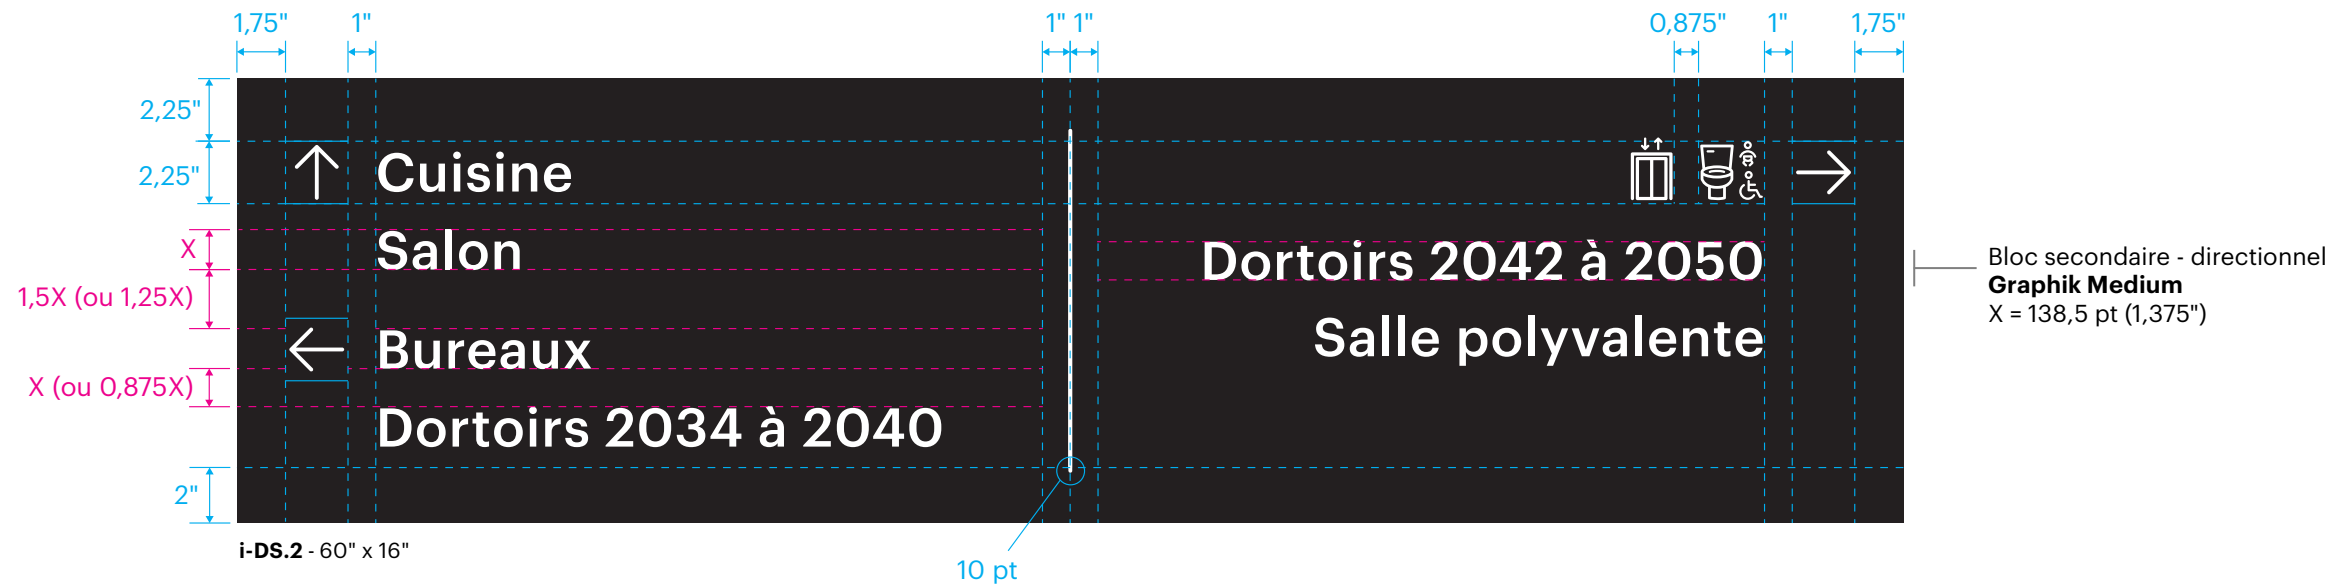 1,75" 1" 1" 1" 0,875" 1" 1,75"
2,25"
2,25"
X
1,5X (ou 1,25X)
X (ou 0,875X)
2"
Cuisine
Salon
Bureaux
Dortoirs 2034 à 2040
Dortoirs 2042 à 2050
Salle polyvalente
Bloc secondaire - directionnel
Graphik Medium
X = 138,5 pt (1,375")
i-DS.2 - 60" x 16"
10 pt